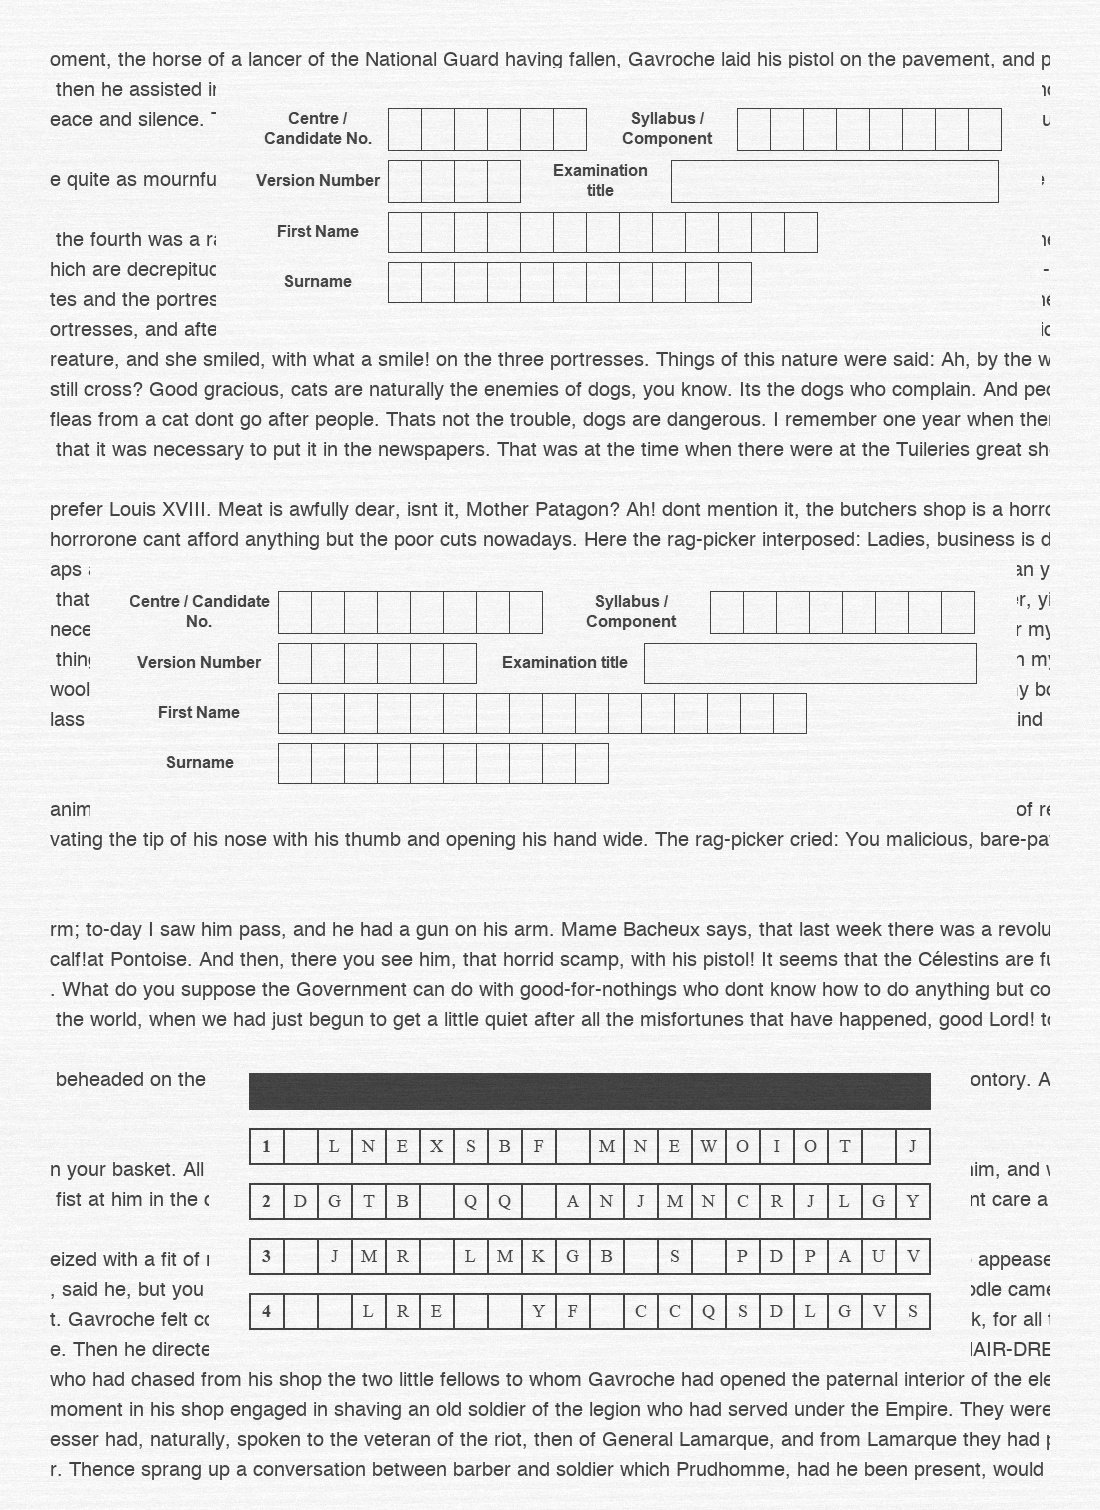 oment, the horse of a lancer of the National Guard having fallen, Gavroche laid his pistol on the pavement, and
then he assisted
eace and silence.
Centre / Candidate No.
Syllabus / Component
e quite as mournfu
Version Number
Examination title
the fourth was a
First Name
hich are decrepituc
Surname
tes and the portres
ortresses, and afte
reature, and she smiled, with what a smile! on the three portresses. Things of this nature were said: Ah, by the w
still cross? Good gracious, cats are naturally the enemies of dogs, you know. Its the dogs who complain. And peo
fleas from a cat dont go after people. Thats not the trouble, dogs are dangerous. I remember one year when ther
that it was necessary to put it in the newspapers. That was at the time when there were at the Tuileries great sh
prefer Louis XVIII. Meat is awfully dear, isnt it, Mother Patagon? Ah! dont mention it, the butchers shop is a horro
horrorone cant afford anything but the poor cuts nowadays. Here the rag-picker interposed: Ladies, business is d
aps an y
that er, yi
Centre / Candidate No.
Syllabus / Component
nece r my
thing my
Version Number
Examination title
wool y bo
lass ind
First Name
Surname
anim of re
vating the tip of his nose with his thumb and opening his hand wide. The rag-picker cried: You malicious, bare-pa
rm; to-day I saw him pass, and he had a gun on his arm. Mame Bacheux says, that last week there was a revolu
calf!at Pontoise. And then, there you see him, that horrid scamp, with his pistol! It seems that the Célestins are fu
. What do you suppose the Government can do with good-for-nothings who dont know how to do anything but co
the world, when we had just begun to get a little quiet after all the misfortunes that have happened, good Lord! to
beheaded on the ontory. A
1 L N E X S B F M N E W O I O T J
n your basket. All im, and
fist at him in the nt care a
2 D G T B Q Q A N J M N C R J L G Y
eized with a fit of appease
3 J M R L M K G B S P D P A U V
, said he, but you odle came
t. Gavroche felt co k, for all
4 L R E Y F C C Q S D L G V S
e. Then he directe AIR-DRE
who had chased from his shop the two little fellows to whom Gavroche had opened the paternal interior of the ele
moment in his shop engaged in shaving an old soldier of the legion who had served under the Empire. They were
esser had, naturally, spoken to the veteran of the riot, then of General Lamarque, and from Lamarque they had
r. Thence sprang up a conversation between barber and soldier which Prudhomme, had he been present, would